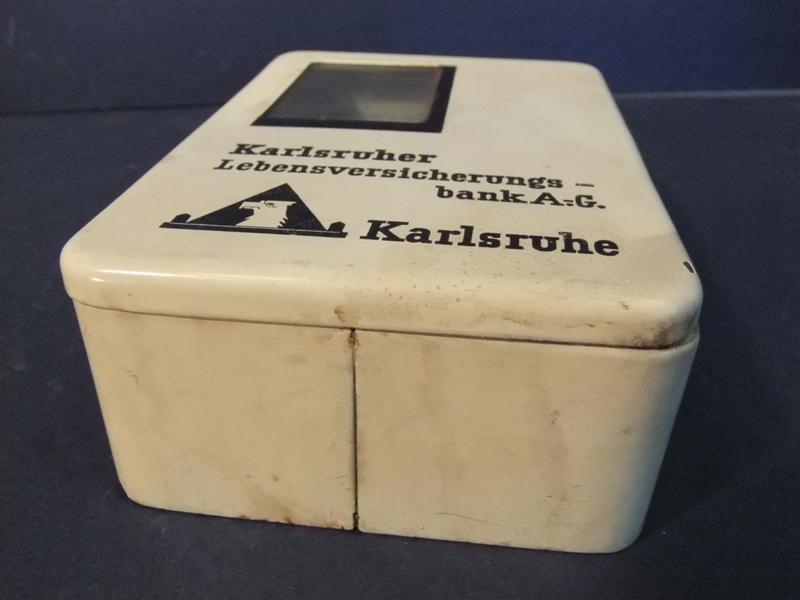 Karlsruher
Lebensversicherungs-
bank A.-G.
Karlsruhe